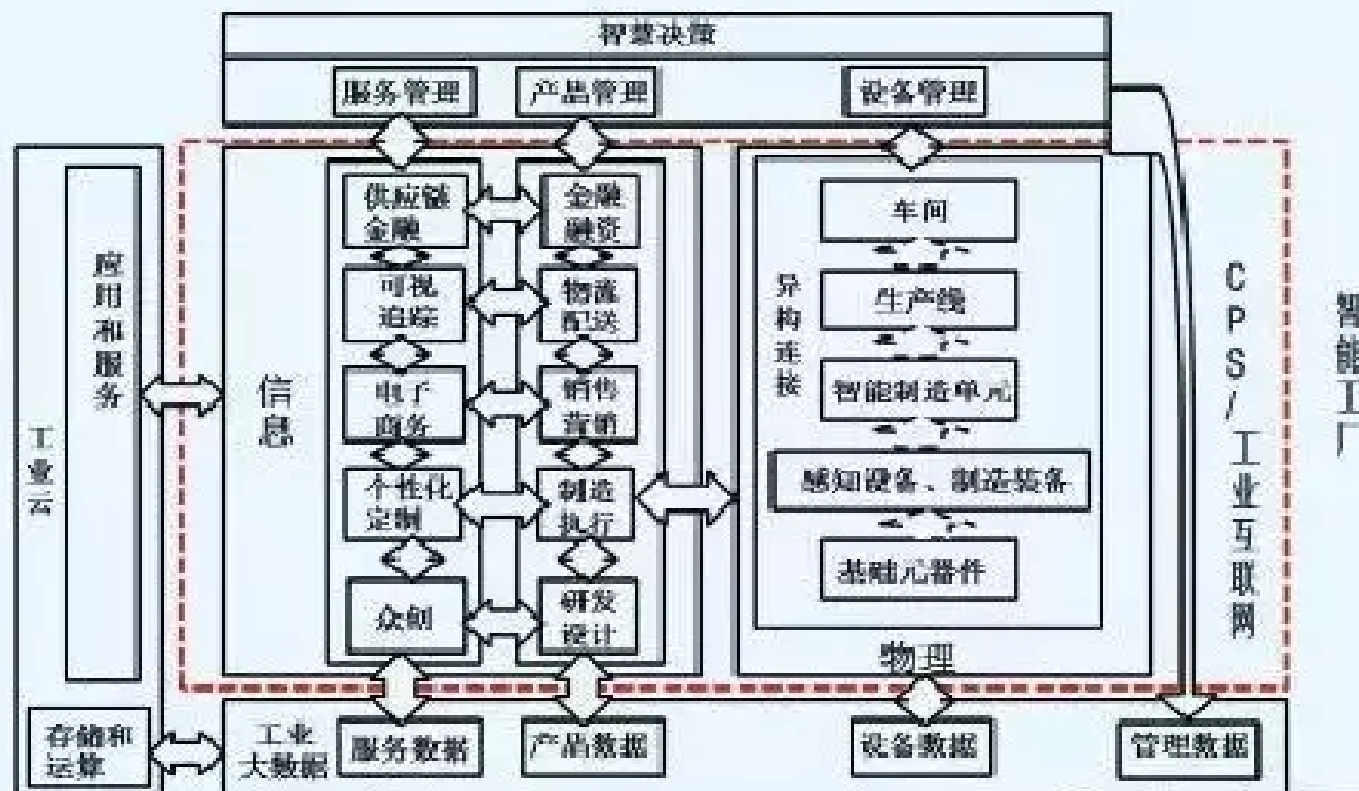 智慧决策
服务管理
产品管理
设备管理
应用和服务
工业云
存储和
运算
信息
供应链
金融
可视
追踪
电子
商务
个性化
定制
众创
金融
融资
物流
配送
销售
营销
制造
执行
研发
设计
异构连接
车间
生产线
智能制造单元
感知设备、制造装备
基础元器件
物理
CPS/工业互联网
智能工厂
工业
大数据
服务数据
产品数据
设备数据
管理数据